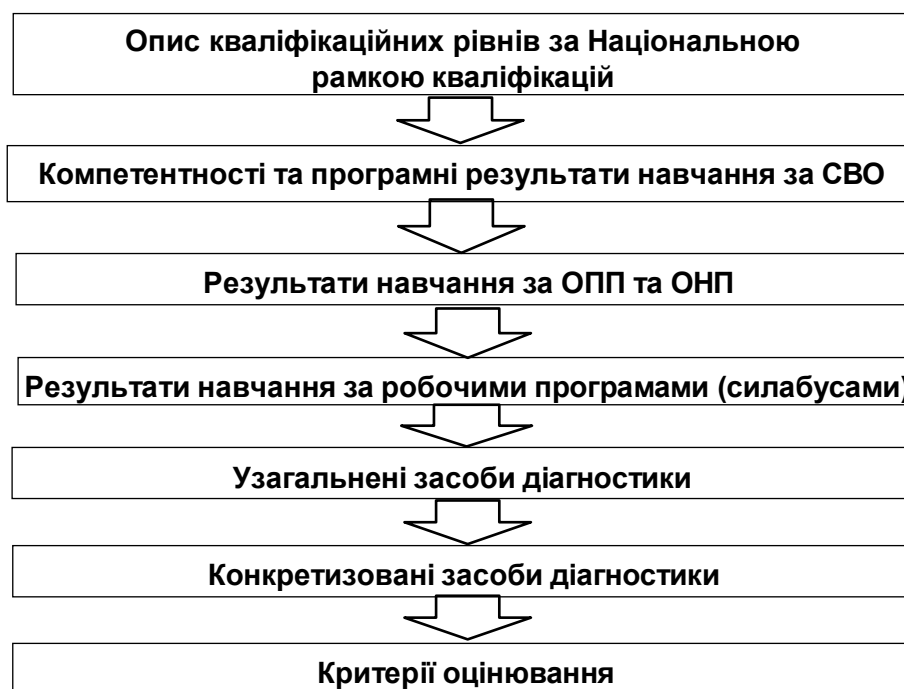 Опис кваліфікаційних рівнів за Національною
рамкою кваліфікацій
Компетентності та програмні результати навчання за СВО
Результати навчання за ОПП та ОНП
Результати навчання за робочими програмами (силабусами)
Узагальнені засоби діагностики
Конкретизовані засоби діагностики
Критерії оцінювання